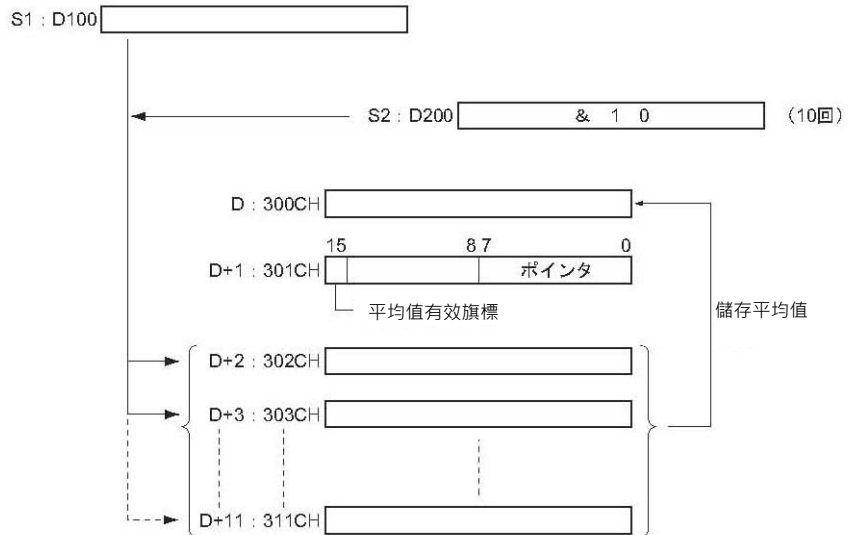 S1 : D100
S2 : D200 & 1 0 (10回)
D : 300CH
15 8 7 0
D+1 : 301CH ポインタ
平均值有效旗標
儲存平均值
D+2 : 302CH
D+3 : 303CH
D+11 : 311CH